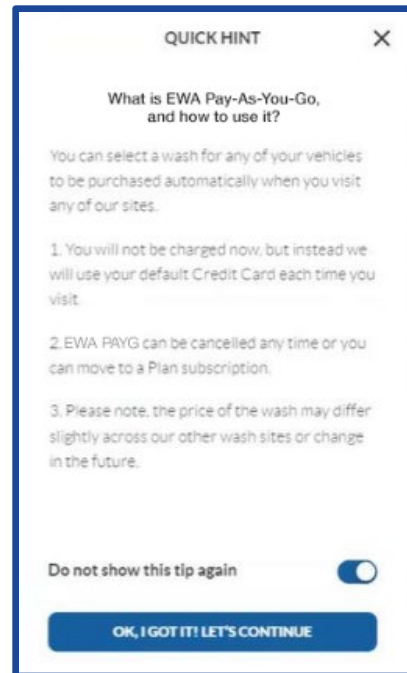 QUICK HINT
What is EWA Pay-As-You-Go,
and how to use it?
You can select a wash for any of your vehicles
to be purchased automatically when you visit
any of our sites.
1. You will not be charged now, but instead we
will use your default Credit Card each time you
visit.
2. EWA PAYG can be cancelled any time or you
can move to a Plan subscription.
3. Please note, the price of the wash may differ
slightly across our other wash sites or change
in the future.
Do not show this tip again
OK, I GOT IT! LET'S CONTINUE